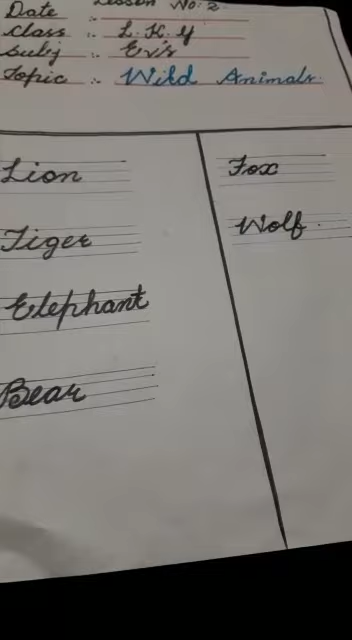 Lesson No: 2
Date :-
Class :- L.K.G
Subj :- Evs
Topic :- Wild Animals.
Lion
Tiger
Elephant
Bear
Fox
Wolf.